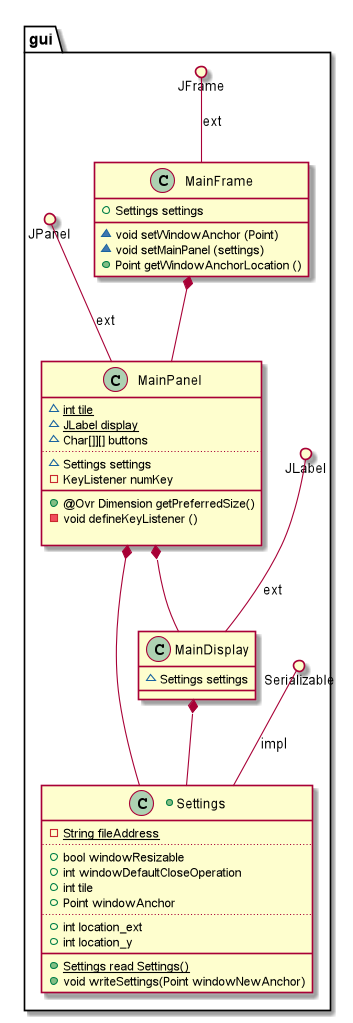 gui
JFrame
ext
C MainFrame
Settings settings
void setWindowAnchor (Point)
void setMainPanel (settings)
Point getWindowAnchorLocation ()
JPanel
ext
C MainPanel
int tile
JLabel display
Char[][] buttons
Settings settings
KeyListener numKey
@Ovr Dimension getPreferredSize()
void defineKeyListener ()
JLabel
ext
C MainDisplay
Settings settings
Serializable
impl
C Settings
String fileAddress
bool windowResizable
int windowDefaultCloseOperation
int tile
Point windowAnchor
int location_ext
int location_y
Settings read Settings()
void writeSettings(Point windowNewAnchor)